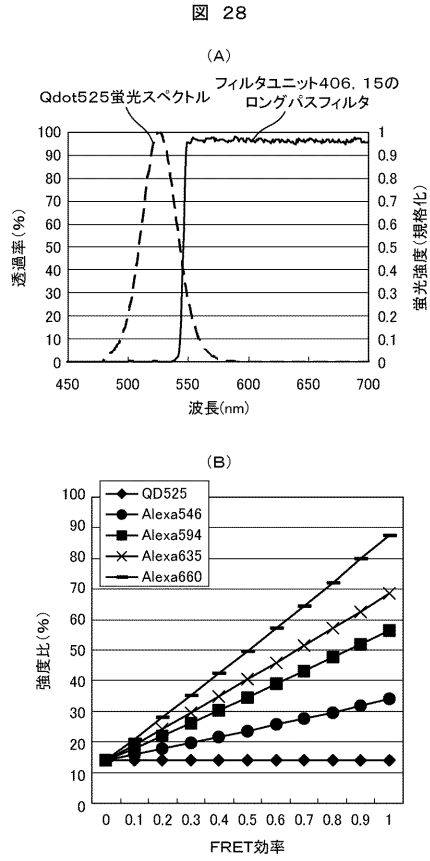 図 28
(A)
Qdot525蛍光スペクトル
フィルタユニット406, 15の
ロングパスフィルタ
透過率(%)
100
90
80
70
60
50
40
30
20
10
0
1
0.9
0.8
0.7
0.6
0.5
0.4
0.3
0.2
0.1
0
蛍光強度(規格化)
450 500 550 600 650 700
波長(nm)
(B)
強度比(%)
100
90
80
70
60
50
40
30
20
10
0
QD525
Alexa546
Alexa594
Alexa635
Alexa660
0 0.1 0.2 0.3 0.4 0.5 0.6 0.7 0.8 0.9 1
FRET効率